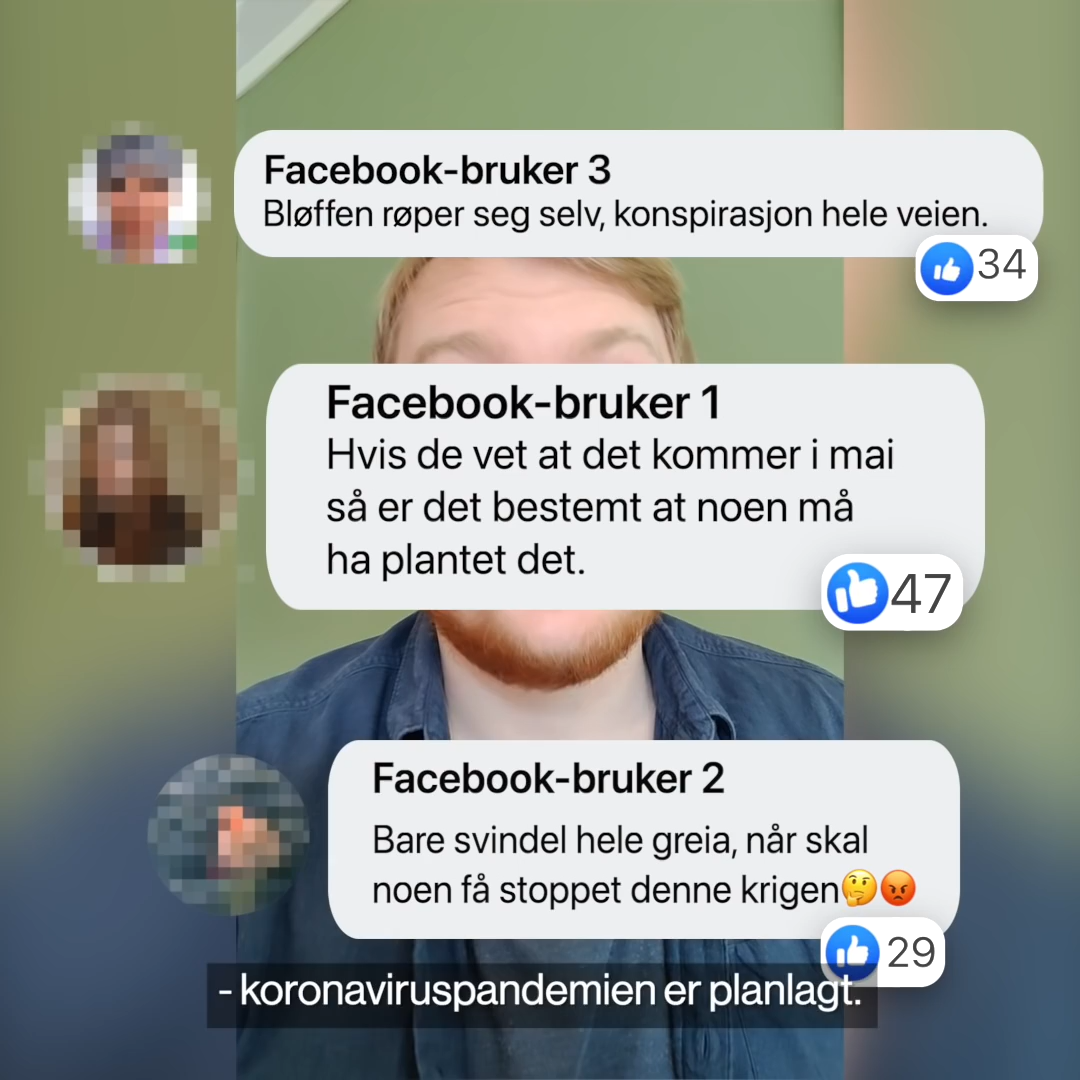 Facebook-bruker 3
Bløffen røper seg selv, konspirasjon hele veien.
34
Facebook-bruker 1
Hvis de vet at det kommer i mai
så er det bestemt at noen må
ha plantet det.
47
Facebook-bruker 2
Bare svindel hele greia, når skal
noen få stoppet denne krigen🤔😡
29
- koronaviruspandemien er planlagt.